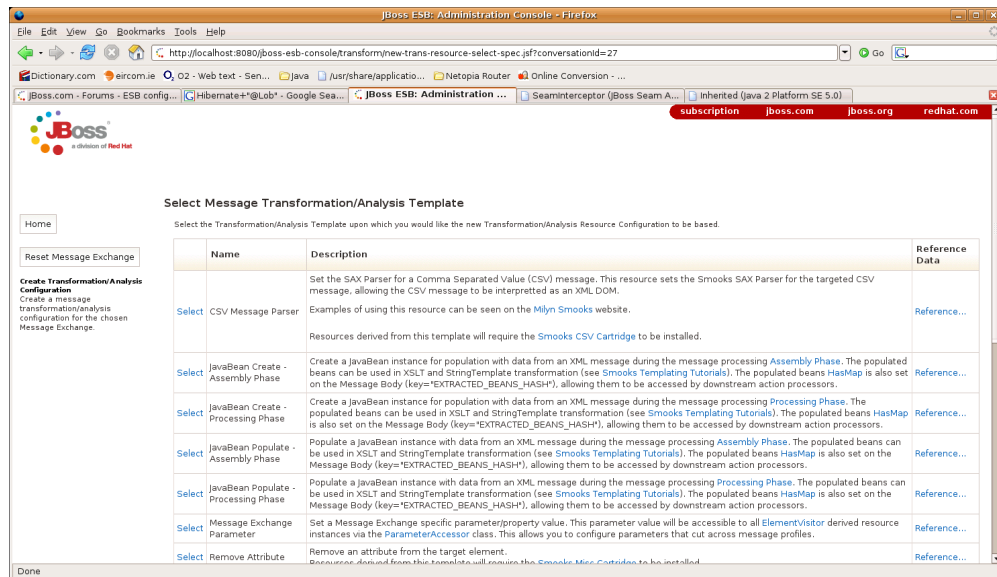 JBoss ESB: Administration Console - Firefox
File Edit View Go Bookmarks Tools Help
http://localhost:8080/jboss-esb-console/transform/new-trans-resource-select-spec.jsf?conversationId=27
Go
Dictionary.com eircom.ie O2 - Web text - Sen... Java /usr/share/applicatio... Netopia Router Online Conversion - ...
JBoss.com - Forums - ESB config... Hibernate+"@Lob" - Google Sea... JBoss ESB: Administration ... SeamInterceptor (JBoss Seam A... Inherited (Java 2 Platform SE 5.0)
subscription jboss.com jboss.org redhat.com
JBoss
a division of Red Hat
Home
Reset Message Exchange
Create Transformation/Analysis
Configuration
Create a message
transformation/analysis
configuration for the chosen
Message Exchange.
Select Message Transformation/Analysis Template
Select the Transformation/Analysis Template upon which you would like the new Transformation/Analysis Resource Configuration to be based.
Name Description Reference
Data
Select CSV Message Parser
Set the SAX Parser for a Comma Separated Value (CSV) message. This resource sets the Smooks SAX Parser for the targeted CSV
message, allowing the CSV message to be interpretted as an XML DOM.
Examples of using this resource can be seen on the Milyn Smooks website.
Resources derived from this template will require the Smooks CSV Cartridge to be installed.
Reference...
Select JavaBean Create -
Assembly Phase
Create a JavaBean instance for population with data from an XML message during the message processing Assembly Phase. The populated
beans can be used in XSLT and StringTemplate transformation (see Smooks Templating Tutorials). The populated beans HasMap is also set
on the Message Body (key="EXTRACTED_BEANS_HASH"), allowing them to be accessed by downstream action processors.
Reference...
Select JavaBean Create -
Processing Phase
Create a JavaBean instance for population with data from an XML message during the message processing Processing Phase. The
populated beans can be used in XSLT and StringTemplate transformation (see Smooks Templating Tutorials). The populated beans HasMap
is also set on the Message Body (key="EXTRACTED_BEANS_HASH"), allowing them to be accessed by downstream action processors.
Reference...
Select JavaBean Populate -
Assembly Phase
Populate a JavaBean instance with data from an XML message during the message processing Assembly Phase. The populated beans can
be used in XSLT and StringTemplate transformation (see Smooks Templating Tutorials). The populated beans HasMap is also set on the
Message Body (key="EXTRACTED_BEANS_HASH"), allowing them to be accessed by downstream action processors.
Reference...
Select JavaBean Populate -
Processing Phase
Populate a JavaBean instance with data from an XML message during the message processing Processing Phase. The populated beans can
be used in XSLT and StringTemplate transformation (see Smooks Templating Tutorials). The populated beans HasMap is also set on the
Message Body (key="EXTRACTED_BEANS_HASH"), allowing them to be accessed by downstream action processors.
Reference...
Select Message Exchange
Parameter
Set a Message Exchange specific parameter/property value. This parameter value will be accessible to all ElementVisitor derived resource
instances via the ParameterAccessor class. This allows you to configure parameters that cut across message profiles.
Reference...
Select Remove Attribute
Remove an attribute from the target element.
Resources derived from this template will require the Smooks Misc Cartridge to be installed
Reference...
Done